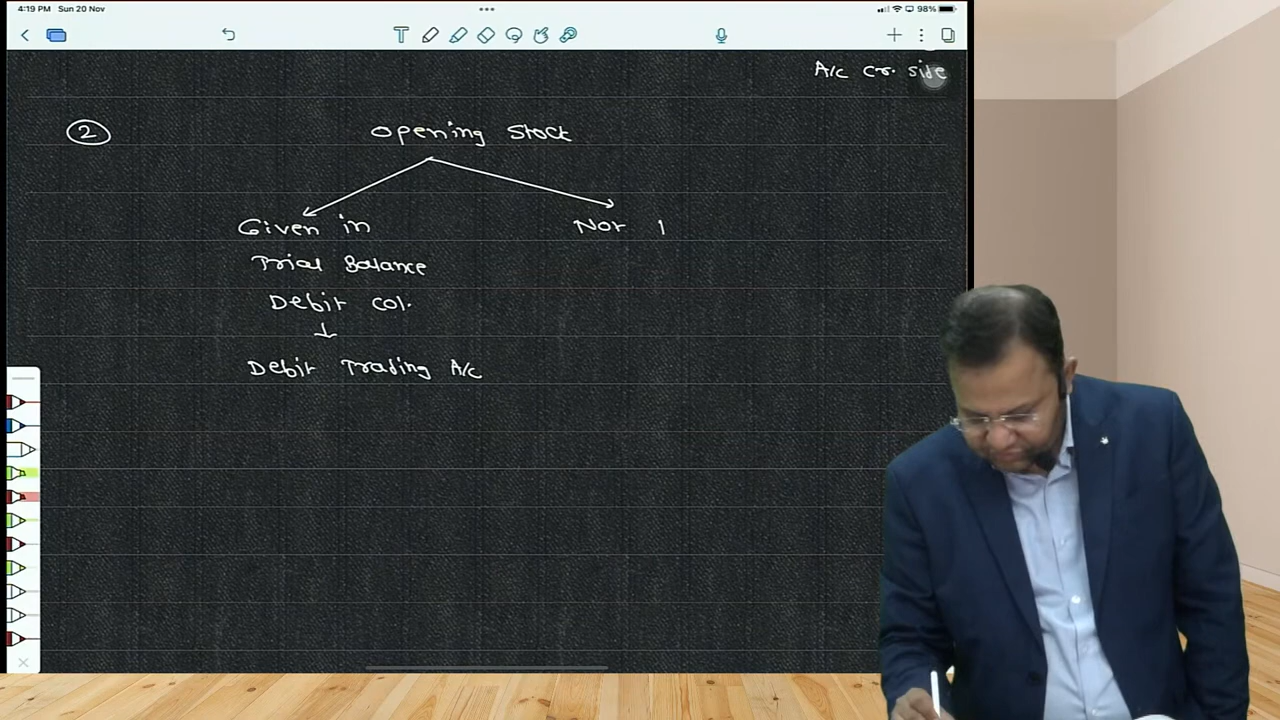 4:19 PM Sun 20 Nov
98%
A/c cr. side
2
opening stock
Given in
Trial Balance
Debit col.
Debit Trading A/c
Not I